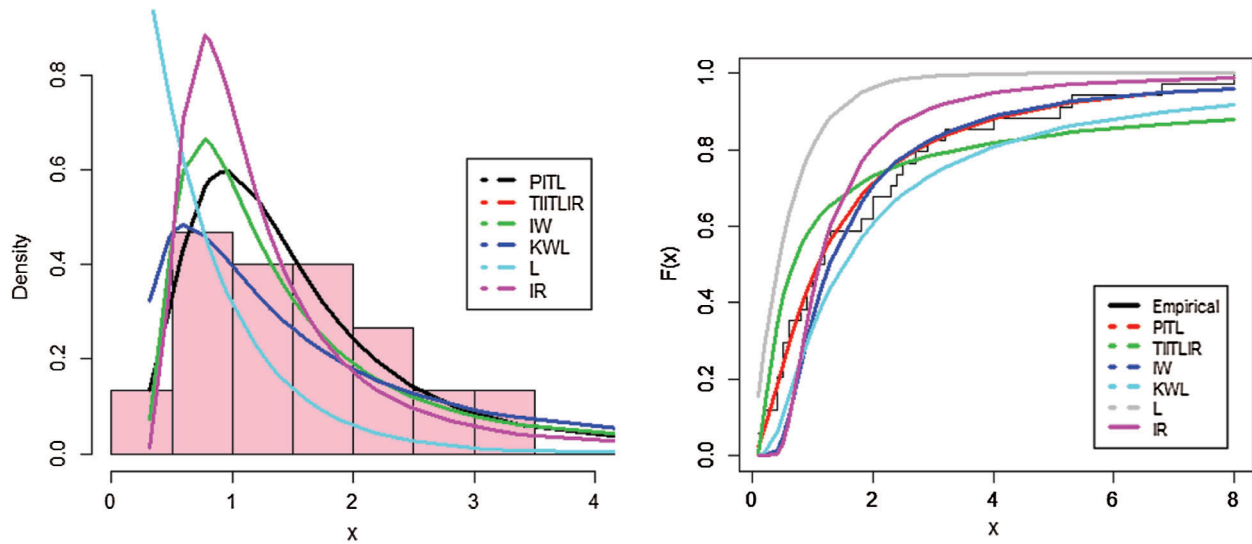 Density
0.0
0.2
0.4
0.6
0.8
0
1
2
3
4
x
PITL
TIITLIR
IW
KWL
L
IR
F(x)
0.0
0.2
0.4
0.6
0.8
1.0
0
2
4
6
8
x
Empirical
PITL
TIITLIR
IW
KWL
L
IR